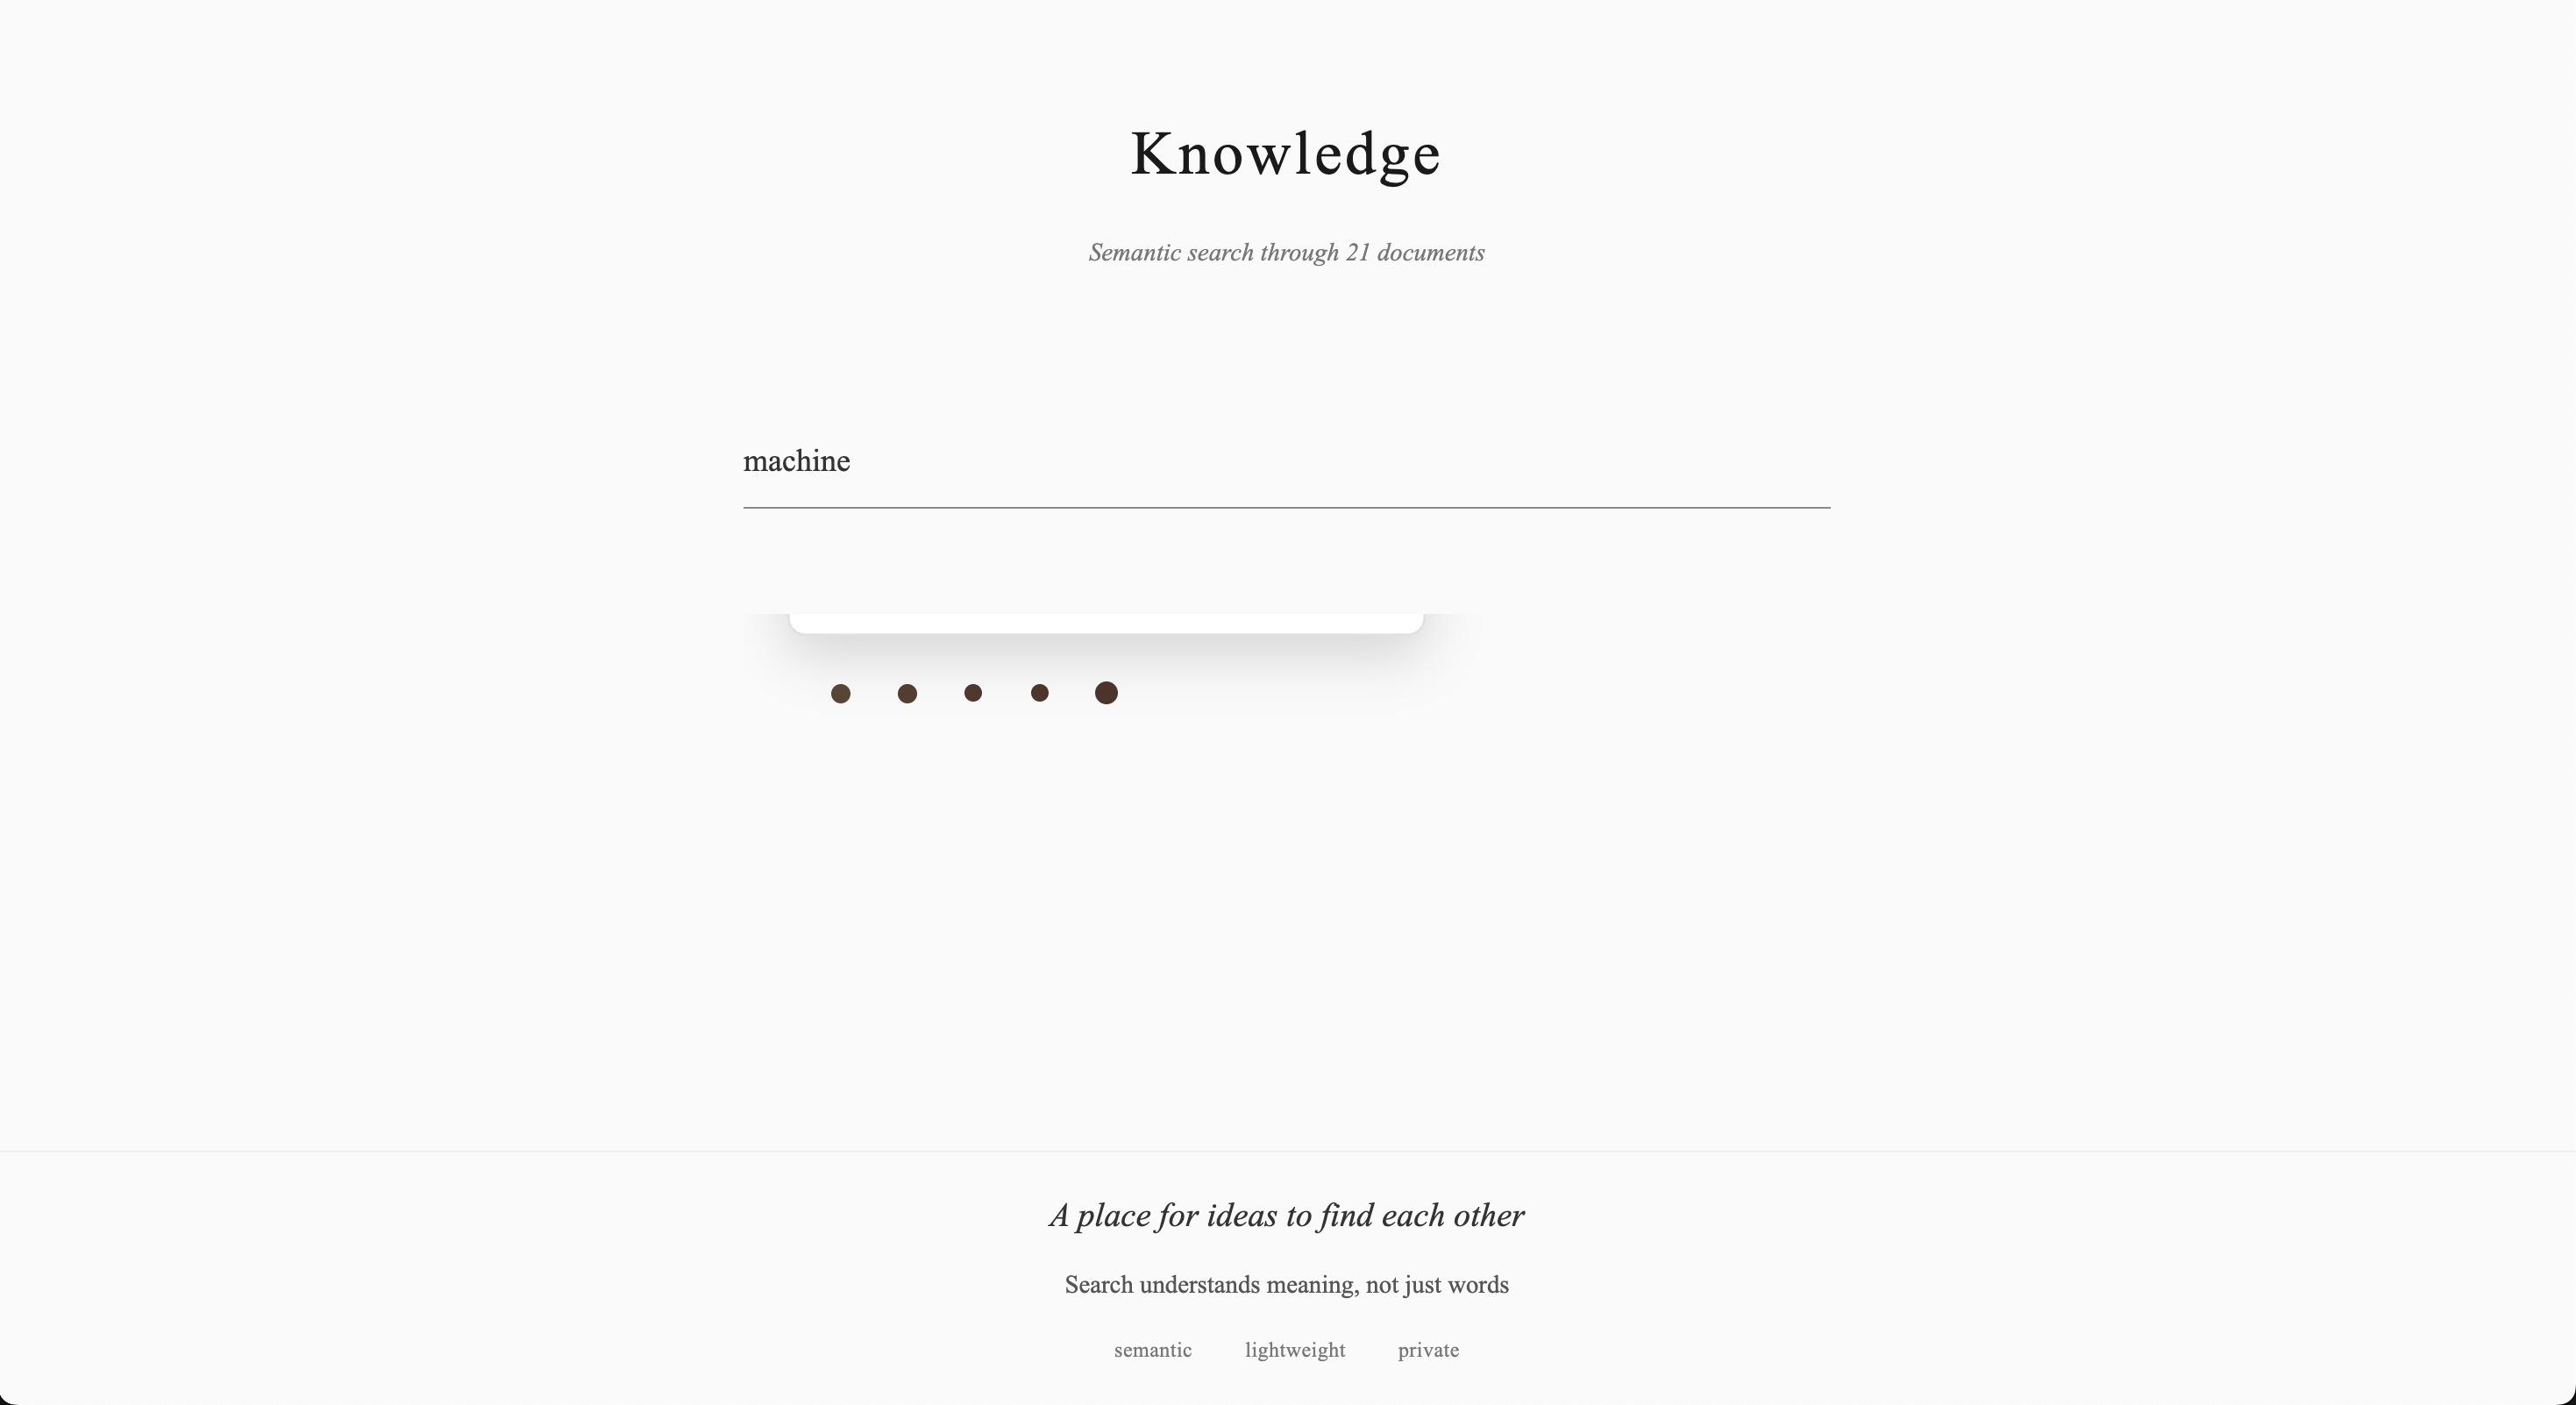 Knowledge
Semantic search through 21 documents
machine
A place for ideas to find each other
Search understands meaning, not just words
semantic lightweight private